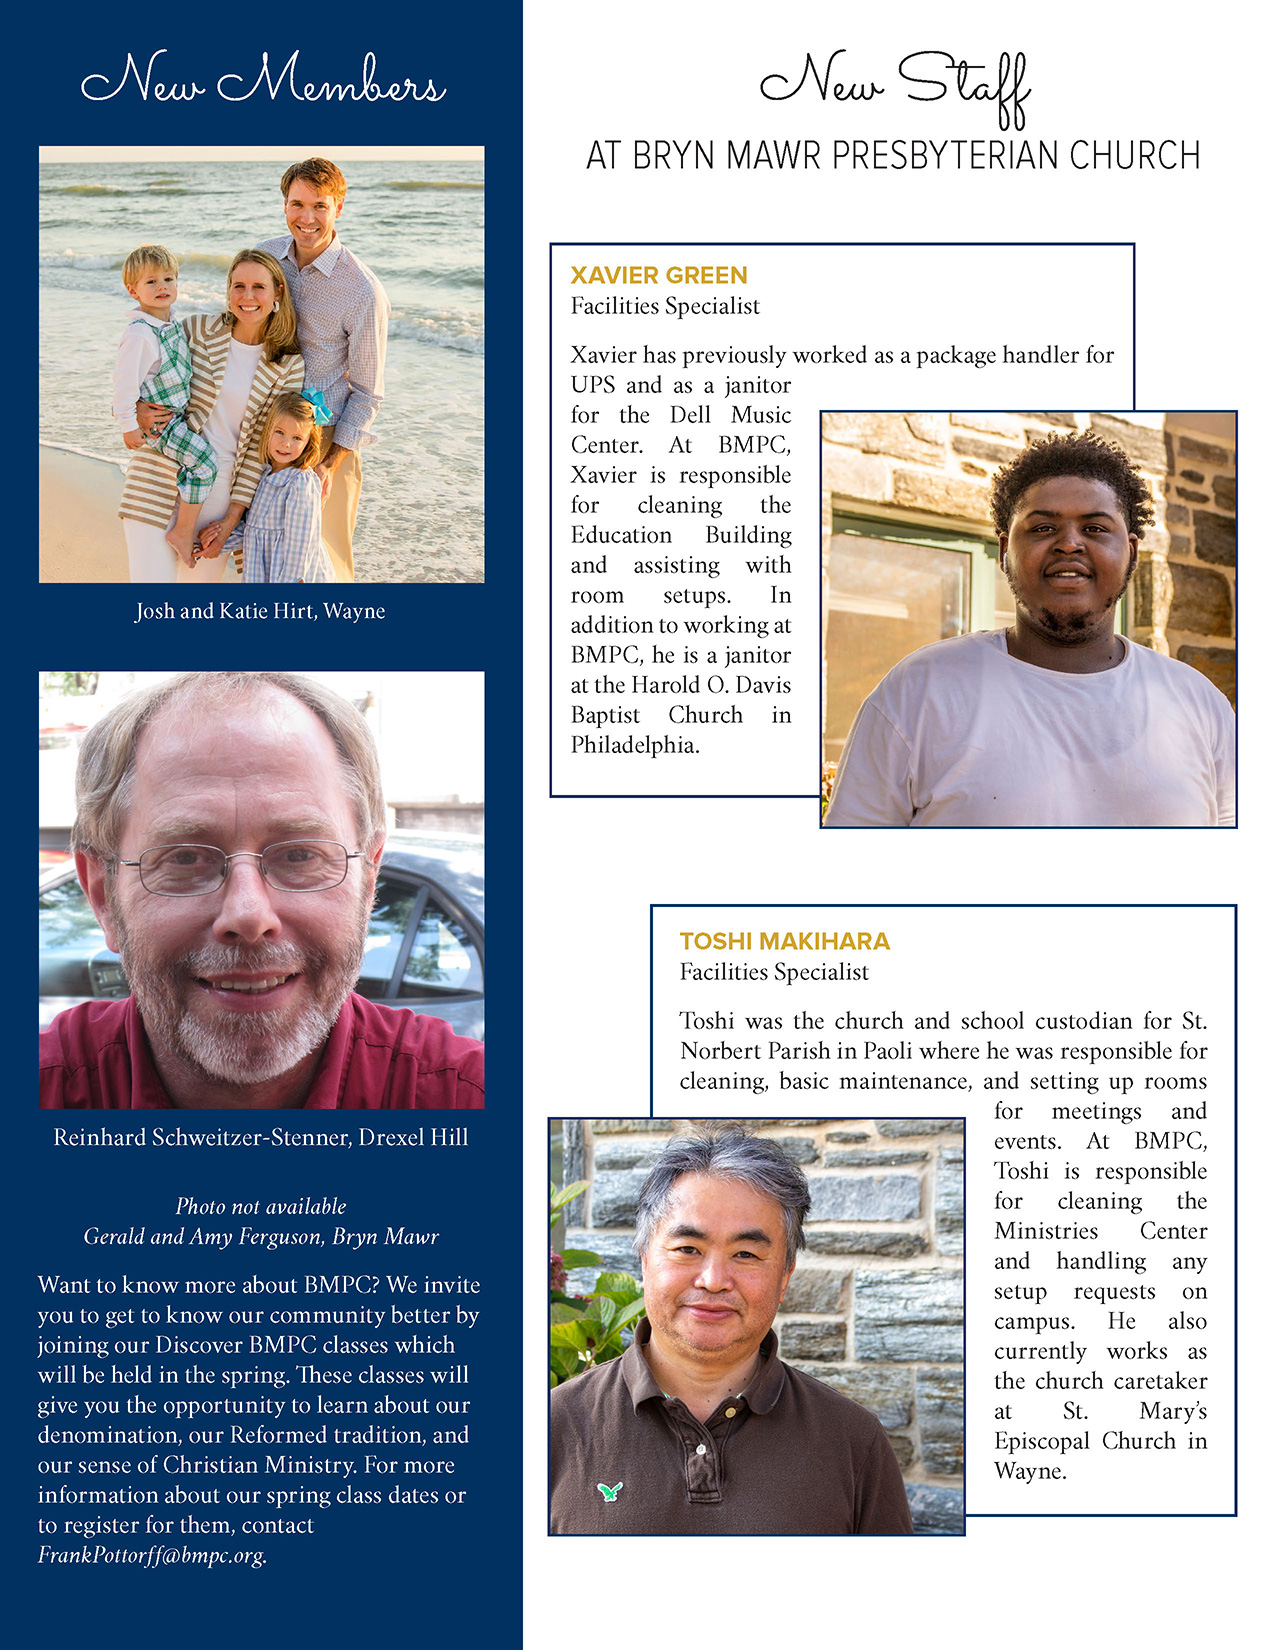 New Members
Josh and Katie Hirt, Wayne
Reinhard Schweitzer-Stenner, Drexel Hill
Photo not available
Gerald and Amy Ferguson, Bryn Mawr
Want to know more about BMPC? We invite
you to get to know our community better by
joining our Discover BMPC classes which
will be held in the spring. These classes will
give you the opportunity to learn about our
denomination, our Reformed tradition, and
our sense of Christian Ministry. For more
information about our spring class dates or
to register for them, contact
FrankPottorff@bmpc.org.
New Staff
AT BRYN MAWR PRESBYTERIAN CHURCH
XAVIER GREEN
Facilities Specialist
Xavier has previously worked as a package handler for
UPS and as a janitor
for the Dell Music
Center. At BMPC,
Xavier is responsible
for cleaning the
Education Building
and assisting with
room setups. In
addition to working at
BMPC, he is a janitor
at the Harold O. Davis
Baptist Church in
Philadelphia.
TOSHI MAKIHARA
Facilities Specialist
Toshi was the church and school custodian for St.
Norbert Parish in Paoli where he was responsible for
cleaning, basic maintenance, and setting up rooms
for meetings and
events. At BMPC,
Toshi is responsible
for cleaning the
Ministries Center
and handling any
setup requests on
campus. He also
currently works as
the church caretaker
at St. Mary's
Episcopal Church in
Wayne.